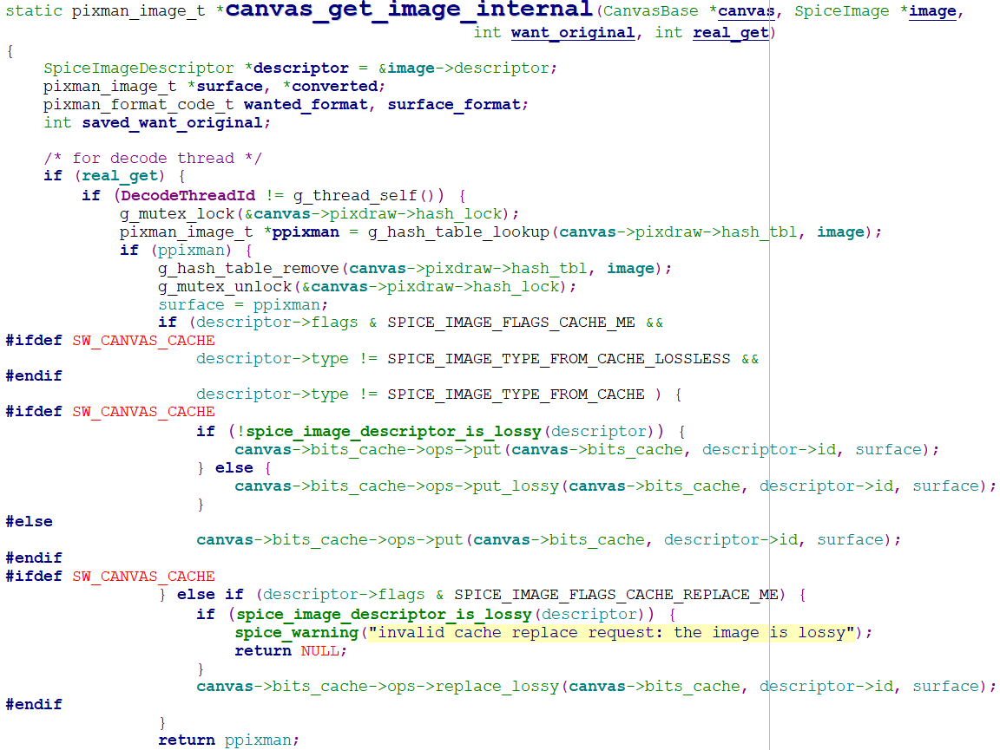 static pixman_image_t *canvas_get_image_internal(CanvasBase *canvas, SpiceImage *image,
                                                 int want_original, int real_get)
{
    SpiceImageDescriptor *descriptor = &image->descriptor;
    pixman_image_t *surface, *converted;
    pixman_format_code_t wanted_format, surface_format;
    int saved_want_original;

    /* for decode thread */
    if (real_get) {
        if (DecodeThreadId != g_thread_self()) {
            g_mutex_lock(&canvas->pixdraw->hash_lock);
            pixman_image_t *ppixman = g_hash_table_lookup(canvas->pixdraw->hash_tbl, image);
            if (ppixman) {
                g_hash_table_remove(canvas->pixdraw->hash_tbl, image);
                g_mutex_unlock(&canvas->pixdraw->hash_lock);
                surface = ppixman;
                if (descriptor->flags & SPICE_IMAGE_FLAGS_CACHE_ME &&
#ifdef SW_CANVAS_CACHE
                    descriptor->type != SPICE_IMAGE_TYPE_FROM_CACHE_LOSSLESS &&
#endif
                    descriptor->type != SPICE_IMAGE_TYPE_FROM_CACHE ) {
#ifdef SW_CANVAS_CACHE
                    if (!spice_image_descriptor_is_lossy(descriptor)) {
                        canvas->bits_cache->ops->put(canvas->bits_cache, descriptor->id, surface);
                    } else {
                        canvas->bits_cache->ops->put_lossy(canvas->bits_cache, descriptor->id, surface);
                    }
#else
                    canvas->bits_cache->ops->put(canvas->bits_cache, descriptor->id, surface);
#endif
#ifdef SW_CANVAS_CACHE
                } else if (descriptor->flags & SPICE_IMAGE_FLAGS_CACHE_REPLACE_ME) {
                    if (spice_image_descriptor_is_lossy(descriptor)) {
                        spice_warning("invalid cache replace request: the image is lossy");
                        return NULL;
                    }
                    canvas->bits_cache->ops->replace_lossy(canvas->bits_cache, descriptor->id, surface);
#endif
                }
                return ppixman;